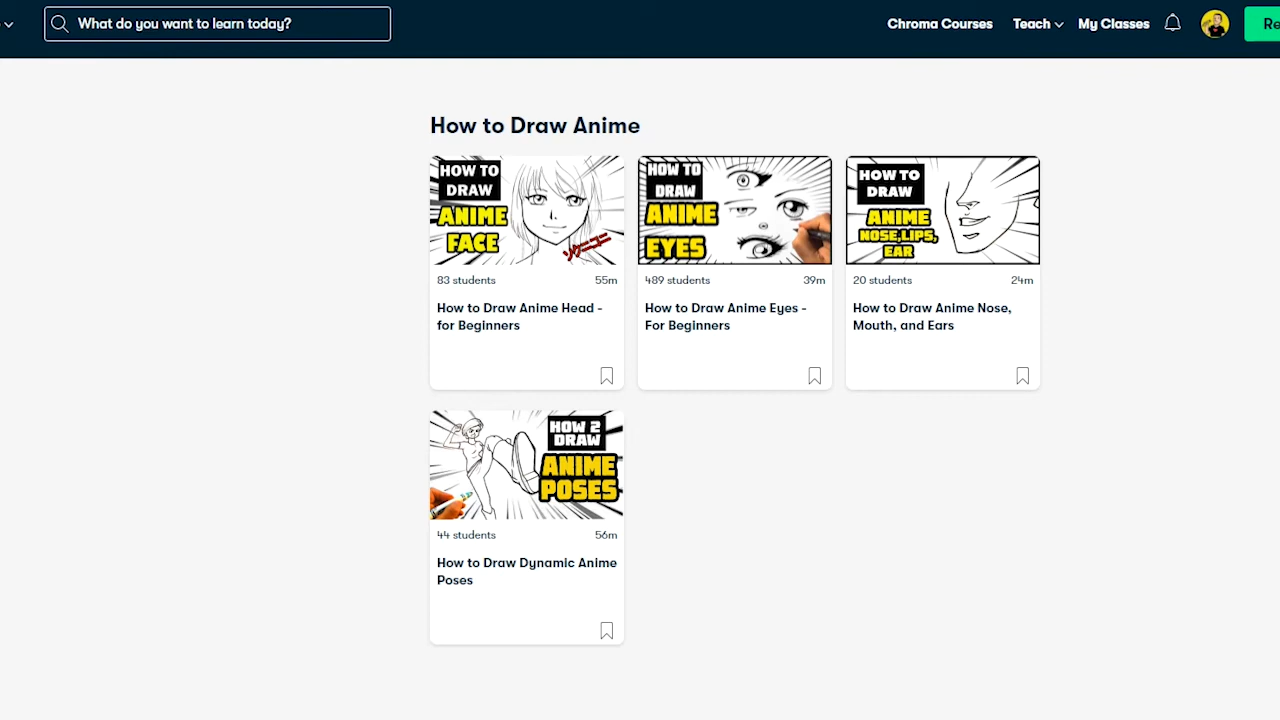 What do you want to learn today?
Chroma Courses
Teach
My Classes
Re
How to Draw Anime
HOW TO
DRAW
ANIME
FACE
83 students
55m
How to Draw Anime Head -
for Beginners
HOW TO
DRAW
ANIME
EYES
489 students
39m
How to Draw Anime Eyes -
For Beginners
HOW TO
DRAW
ANIME
NOSE,LIPS,
EAR
20 students
24m
How to Draw Anime Nose,
Mouth, and Ears
HOW 2
DRAW
ANIME
POSES
44 students
56m
How to Draw Dynamic Anime
Poses